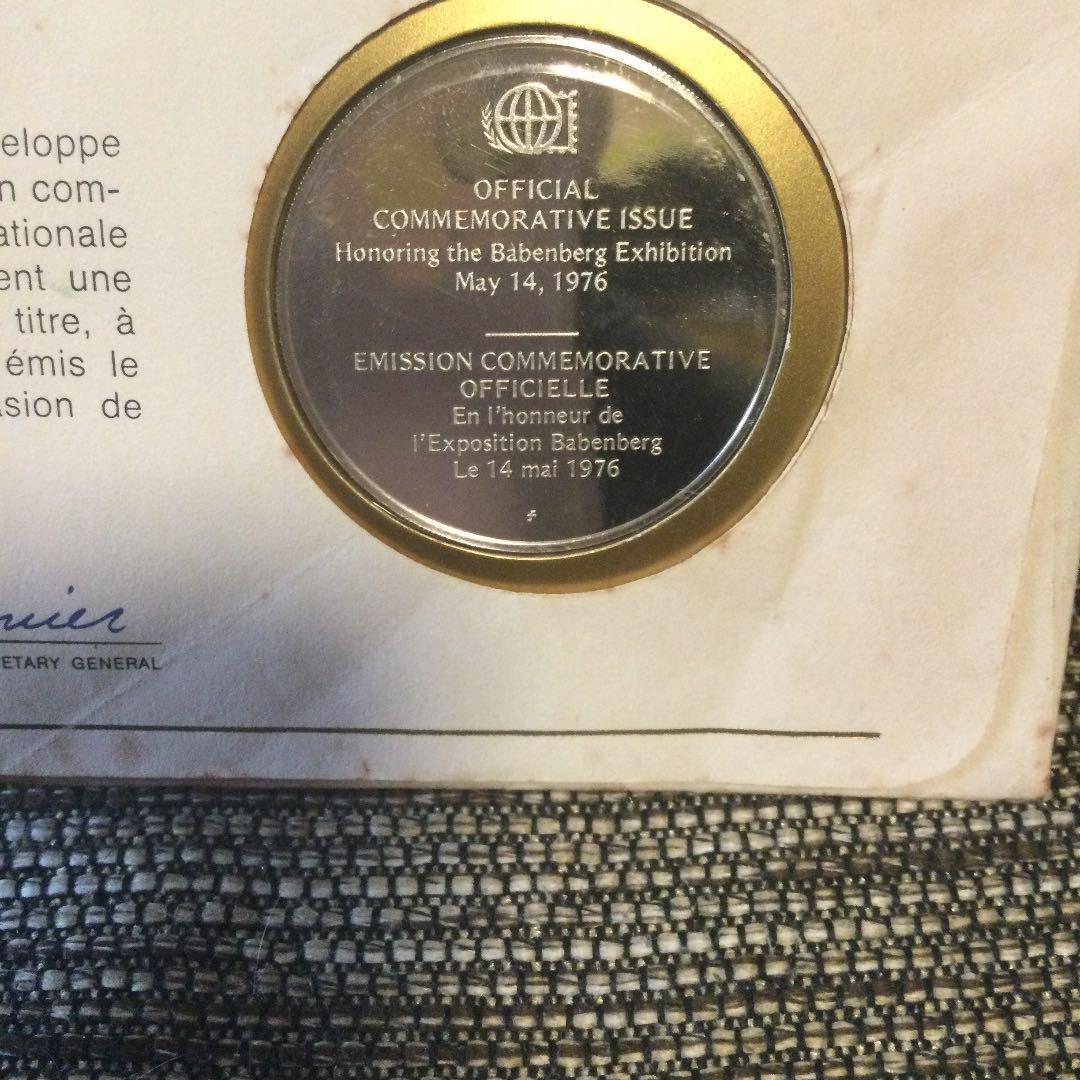 eloppe
n com-
ationale
ent une
titre, à
émis le
sion de
ETARY GENERAL
OFFICIAL
COMMEMORATIVE ISSUE
Honoring the Babenberg Exhibition
May 14, 1976
EMISSION COMMEMORATIVE
OFFICIELLE
En l'honneur de
l'Exposition Babenberg
Le 14 mai 1976